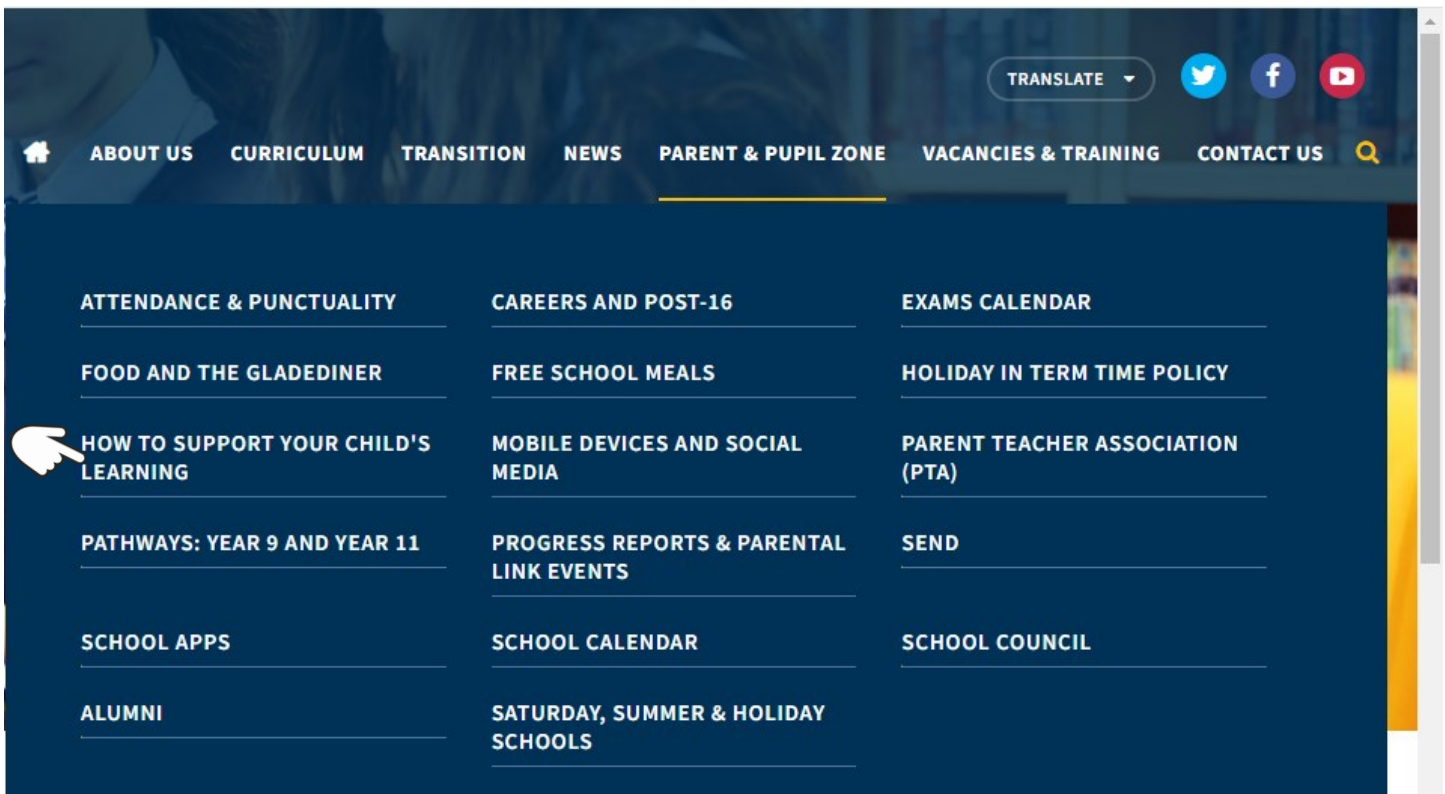 TRANSLATE
ABOUT US CURRICULUM TRANSITION NEWS PARENT & PUPIL ZONE VACANCIES & TRAINING CONTACT US
ATTENDANCE & PUNCTUALITY CAREERS AND POST-16 EXAMS CALENDAR
FOOD AND THE GLADEDINER FREE SCHOOL MEALS HOLIDAY IN TERM TIME POLICY
HOW TO SUPPORT YOUR CHILD'S MOBILE DEVICES AND SOCIAL PARENT TEACHER ASSOCIATION
LEARNING MEDIA (PTA)
PATHWAYS: YEAR 9 AND YEAR 11 PROGRESS REPORTS & PARENTAL SEND
LINK EVENTS
SCHOOL APPS SCHOOL CALENDAR SCHOOL COUNCIL
ALUMNI SATURDAY, SUMMER & HOLIDAY
SCHOOLS